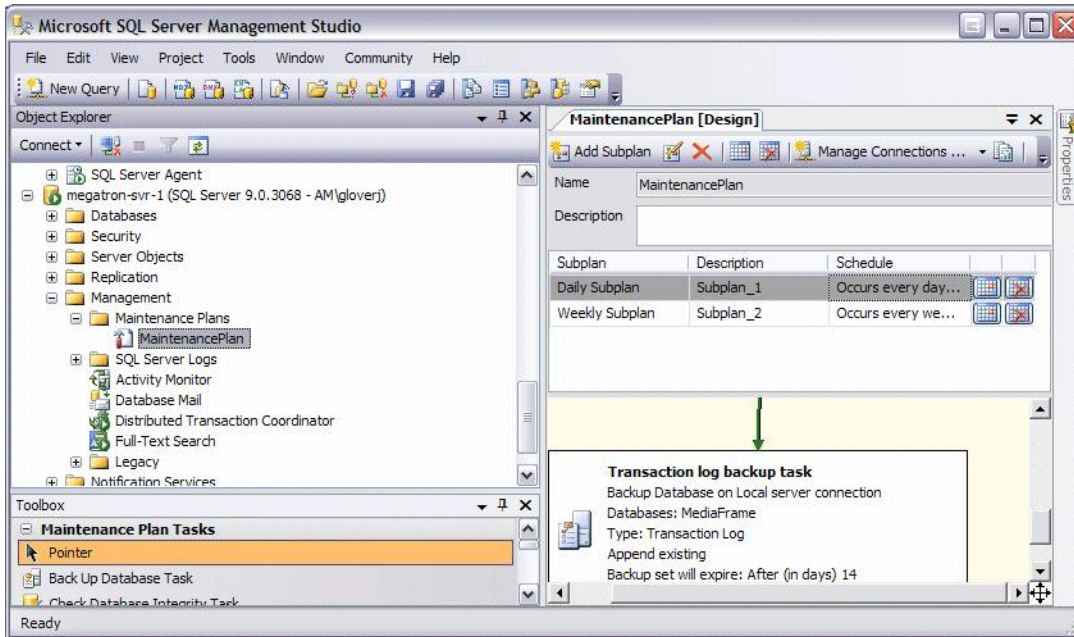 Microsoft SQL Server Management Studio
File Edit View Project Tools Window Community Help
New Query
Object Explorer
Connect
SQL Server Agent
megatron-svr-1 (SQL Server 9.0.3068 - AM\gloverj)
Databases
Security
Server Objects
Replication
Management
Maintenance Plans
MaintenancePlan
SQL Server Logs
Activity Monitor
Database Mail
Distributed Transaction Coordinator
Full-Text Search
Legacy
Notification Services
Toolbox
Maintenance Plan Tasks
Pointer
Back Up Database Task
Check Database Integrity Task
MaintenancePlan [Design]
Add Subplan Manage Connections ...
Name MaintenancePlan
Description
Subplan Description Schedule
Daily Subplan Subplan_1 Occurs every day...
Weekly Subplan Subplan_2 Occurs every we...
Transaction log backup task
Backup Database on Local server connection
Databases: MediaFrame
Type: Transaction Log
Append existing
Backup set will expire: After (in days) 14
Properties
Ready